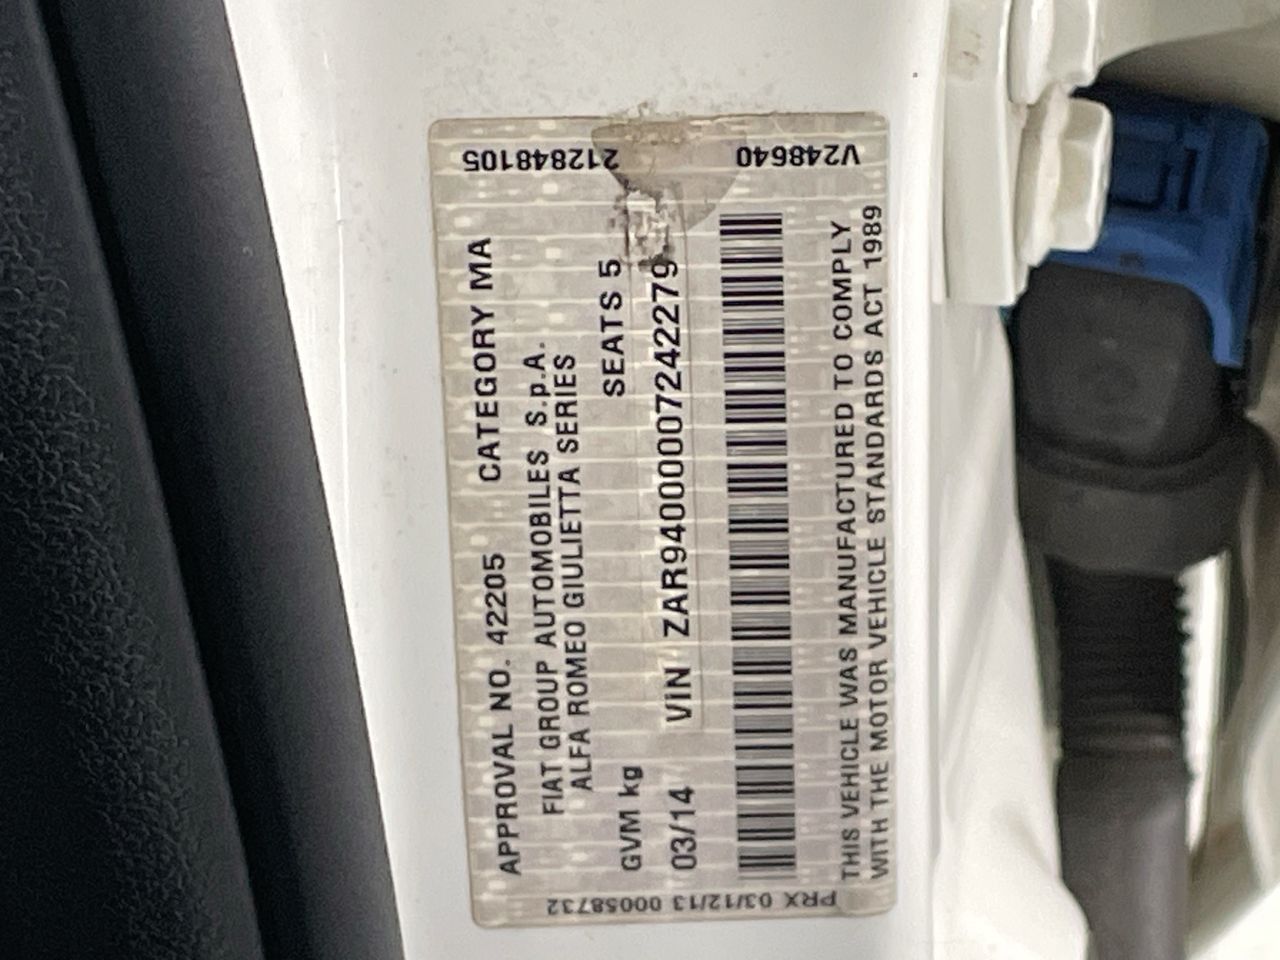 212848105
V248640
APPROVAL NO. 42205 CATEGORY MA
FIAT GROUP AUTOMOBILES S.p.A.
ALFA ROMEO GIULIETTA SERIES
GVM kg SEATS 5
03/14 VIN ZAR94000007242279
THIS VEHICLE WAS MANUFACTURED TO COMPLY
WITH THE MOTOR VEHICLE STANDARDS ACT 1989
PRX 03/12/13 00058732